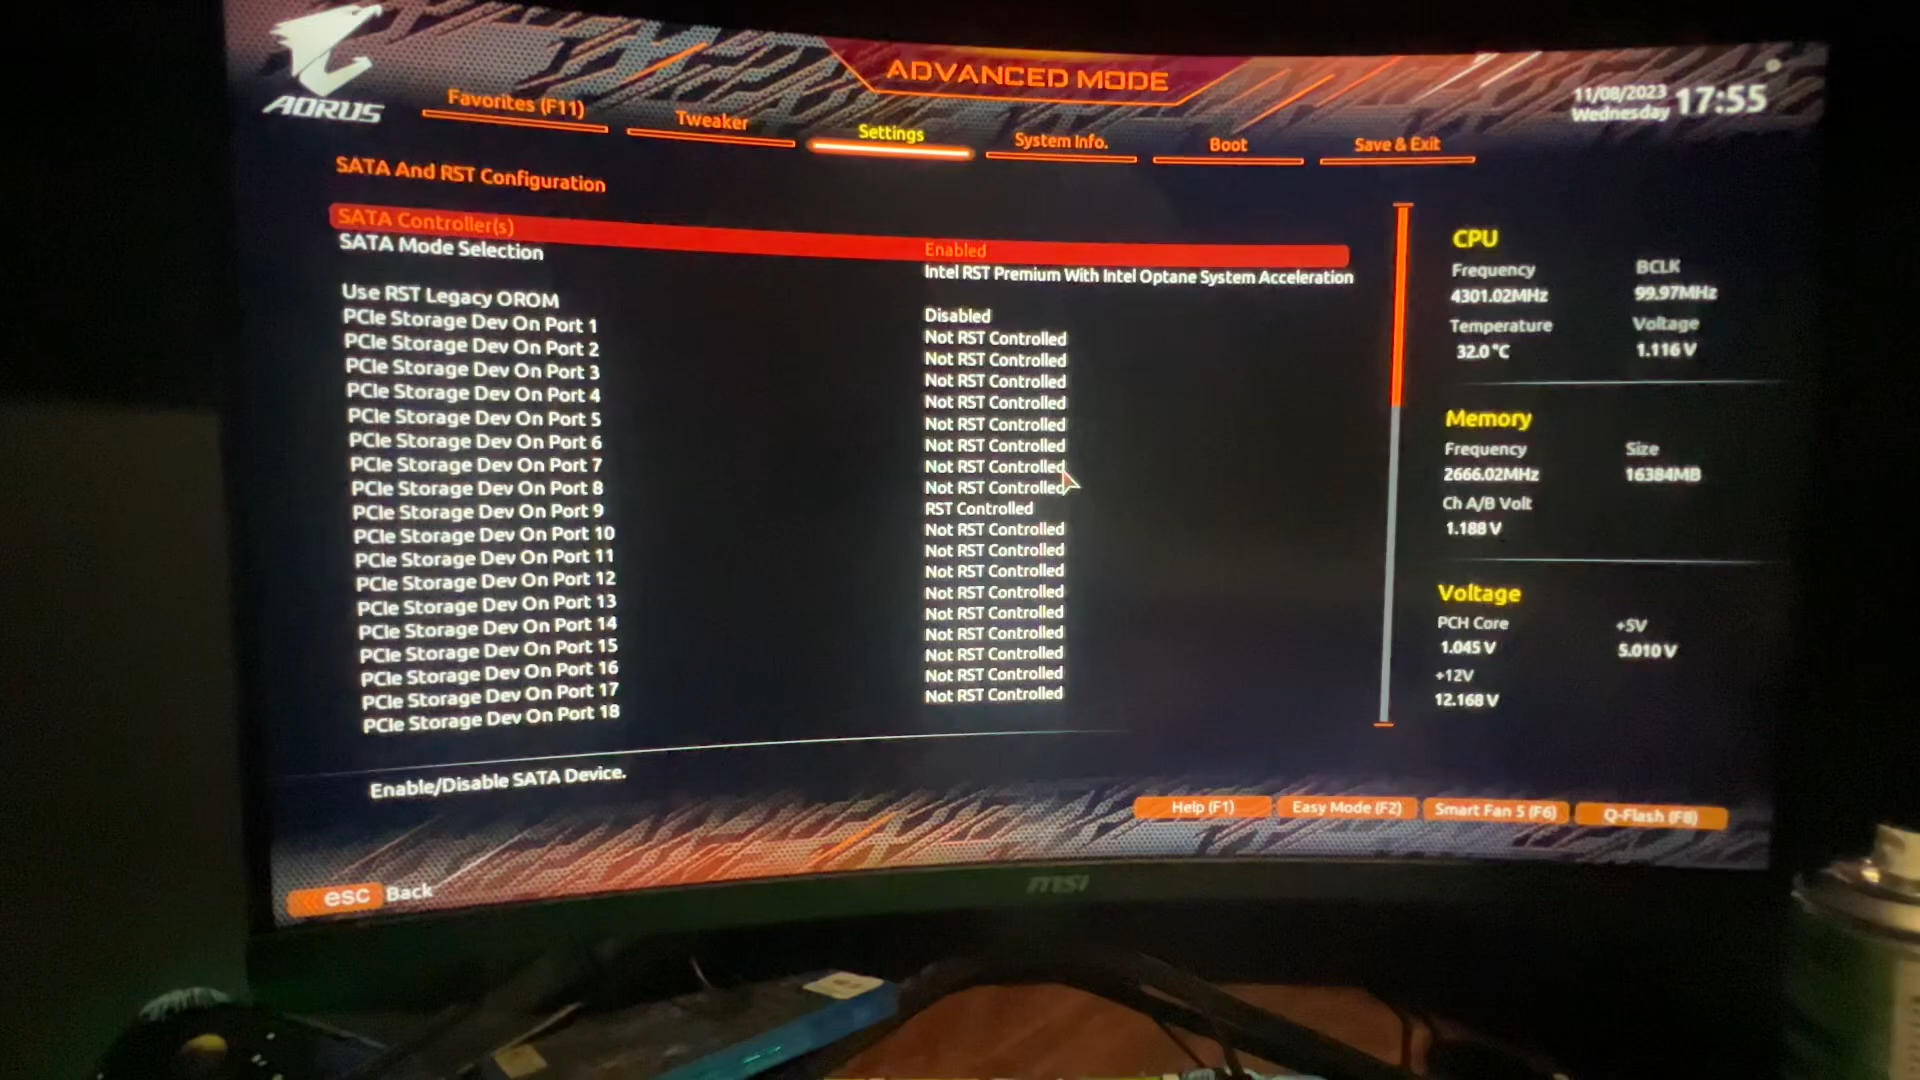 AORUS
ADVANCED MODE
11/08/2023
Wednesday
17:55
Favorites (F11)
Tweaker
Settings
System Info.
Boot
Save & Exit
SATA And RST Configuration
SATA Controller(s) Enabled
SATA Mode Selection Intel RST Premium With Intel Optane System Acceleration
Use RST Legacy OROM Disabled
PCIe Storage Dev On Port 1 Not RST Controlled
PCIe Storage Dev On Port 2 Not RST Controlled
PCIe Storage Dev On Port 3 Not RST Controlled
PCIe Storage Dev On Port 4 Not RST Controlled
PCIe Storage Dev On Port 5 Not RST Controlled
PCIe Storage Dev On Port 6 Not RST Controlled
PCIe Storage Dev On Port 7 Not RST Controlled
PCIe Storage Dev On Port 8 Not RST Controlled
PCIe Storage Dev On Port 9 RST Controlled
PCIe Storage Dev On Port 10 Not RST Controlled
PCIe Storage Dev On Port 11 Not RST Controlled
PCIe Storage Dev On Port 12 Not RST Controlled
PCIe Storage Dev On Port 13 Not RST Controlled
PCIe Storage Dev On Port 14 Not RST Controlled
PCIe Storage Dev On Port 15 Not RST Controlled
PCIe Storage Dev On Port 16 Not RST Controlled
PCIe Storage Dev On Port 17 Not RST Controlled
PCIe Storage Dev On Port 18 Not RST Controlled
CPU
Frequency BCLK
4301.02MHz 99.97MHz
Temperature Voltage
32.0 °C 1.116 V
Memory
Frequency Size
2666.02MHz 16384MB
Ch A/B Volt
1.188 V
Voltage
PCH Core +5V
1.045 V 5.010 V
+12V
12.168 V
Enable/Disable SATA Device.
Help (F1)
Easy Mode (F2)
Smart Fan 5 (F6)
Q-Flash (F8)
esc Back
msi